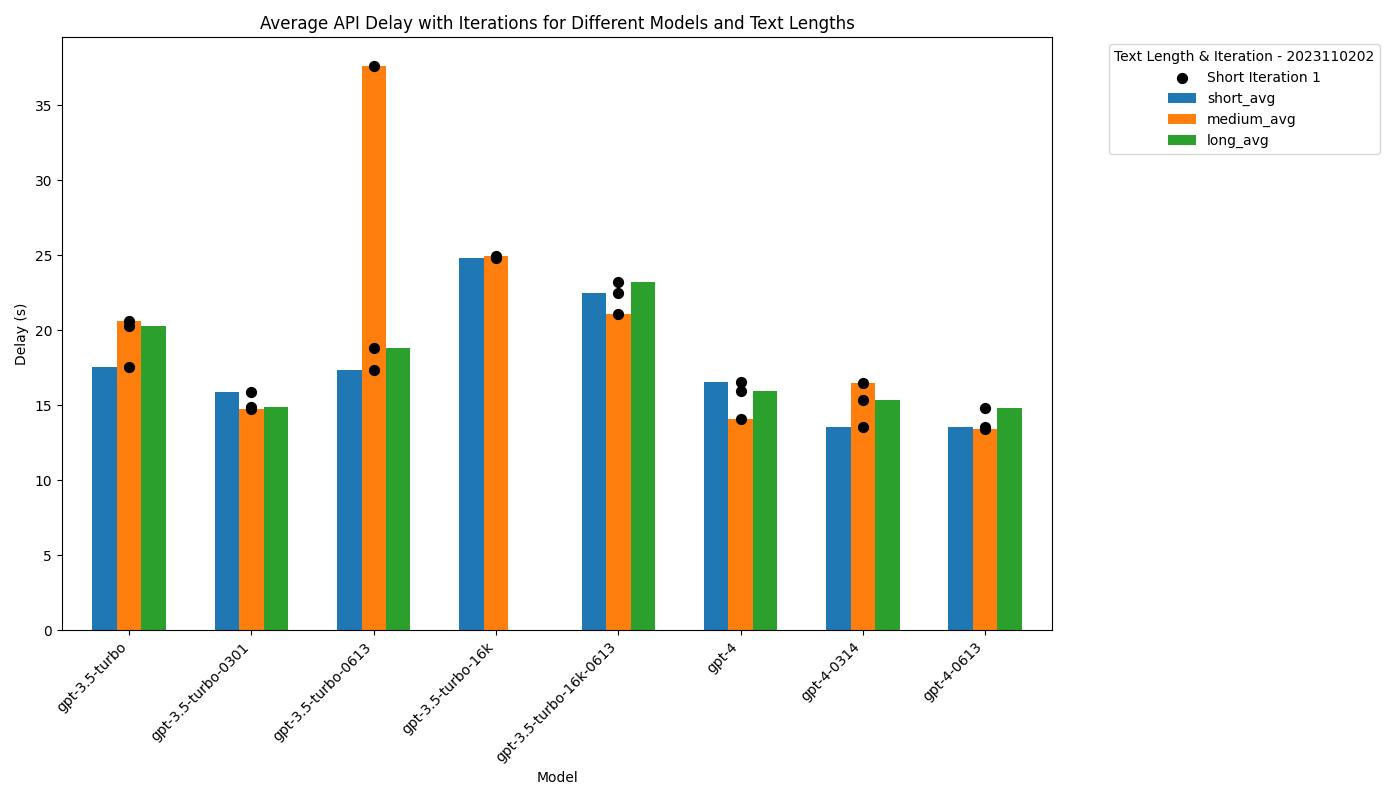 Average API Delay with Iterations for Different Models and Text Lengths
Text Length & Iteration - 2023110202
Short Iteration 1
short_avg
medium_avg
long_avg
Delay (s)
35
30
25
20
15
10
5
0
gpt-3.5-turbo
gpt-3.5-turbo-0301
gpt-3.5-turbo-0613
gpt-3.5-turbo-16k
gpt-3.5-turbo-16k-0613
gpt-4
gpt-4-0314
gpt-4-0613
Model